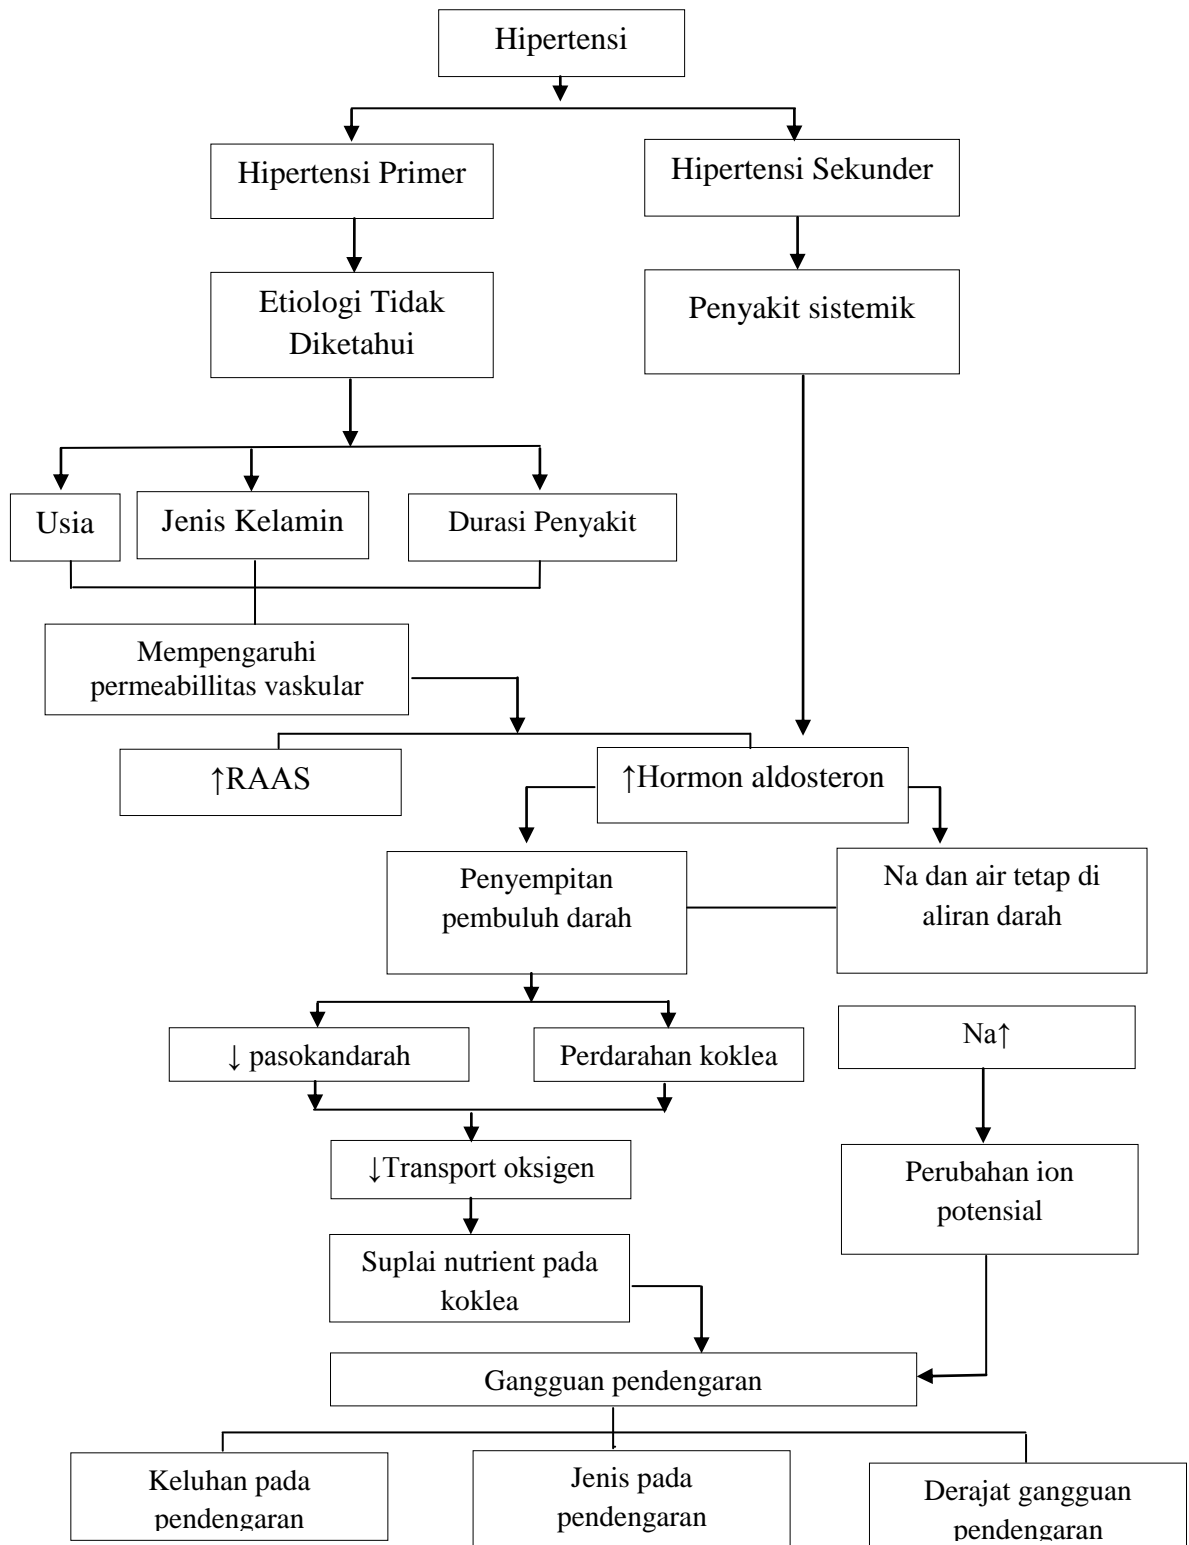 Hipertensi
Hipertensi Primer
Hipertensi Sekunder
Etiologi Tidak
Diketahui
Penyakit sistemik
Usia
Jenis Kelamin
Durasi Penyakit
Mempengaruhi
permeabillitas vaskular
↑RAAS
↑Hormon aldosteron
Penyempitan
pembuluh darah
Na dan air tetap di
aliran darah
↓ pasokandarah
Perdarahan koklea
Na↑
↓Transport oksigen
Perubahan ion
potensial
Suplai nutrient pada
koklea
Gangguan pendengaran
Keluhan pada
pendengaran
Jenis pada
pendengaran
Derajat gangguan
pendengaran